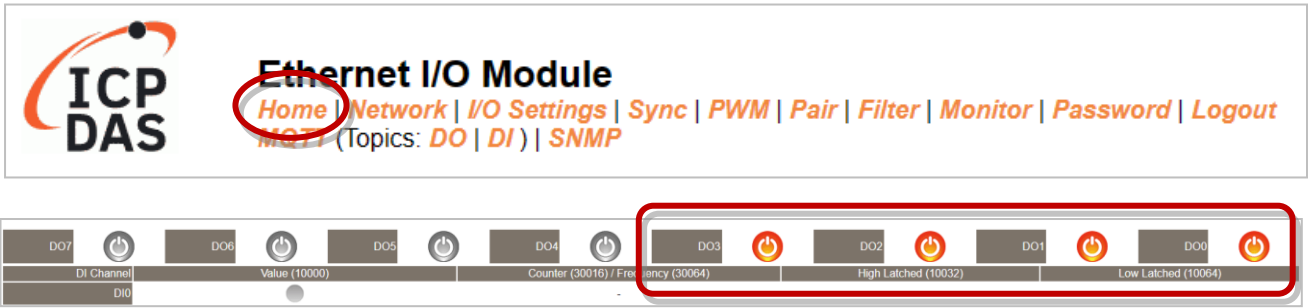 ICP
DAS
Ethernet I/O Module
Home | Network | I/O Settings | Sync | PWM | Pair | Filter | Monitor | Password | Logout
MQTT (Topics: DO | DI ) | SNMP
DO7 DO6 DO5 DO4 DO3 DO2 DO1 DO0
DI Channel Value (10000) Counter (30016) / Frequency (30064) High Latched (10032) Low Latched (10064)
DI0 -